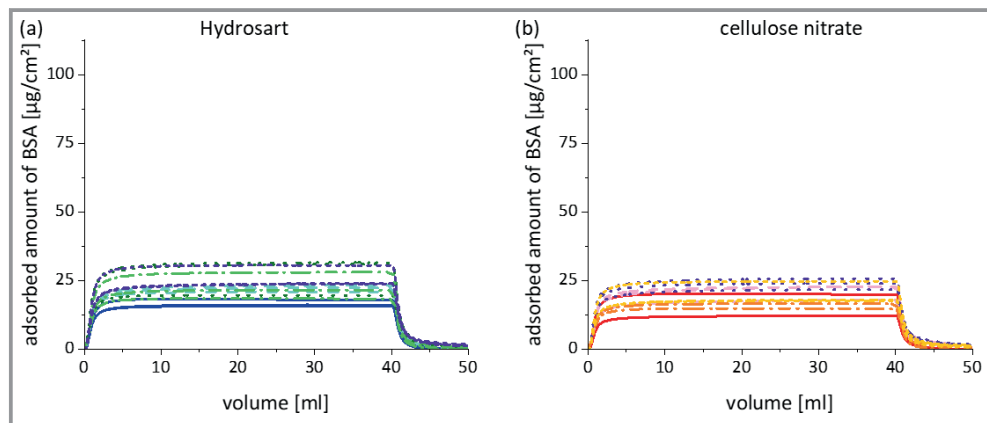 (a) Hydrosart
adsorbed amount of BSA [µg/cm²]
100
75
50
25
0
0 10 20 30 40 50
volume [ml]
(b) cellulose nitrate
adsorbed amount of BSA [µg/cm²]
100
75
50
25
0
0 10 20 30 40 50
volume [ml]